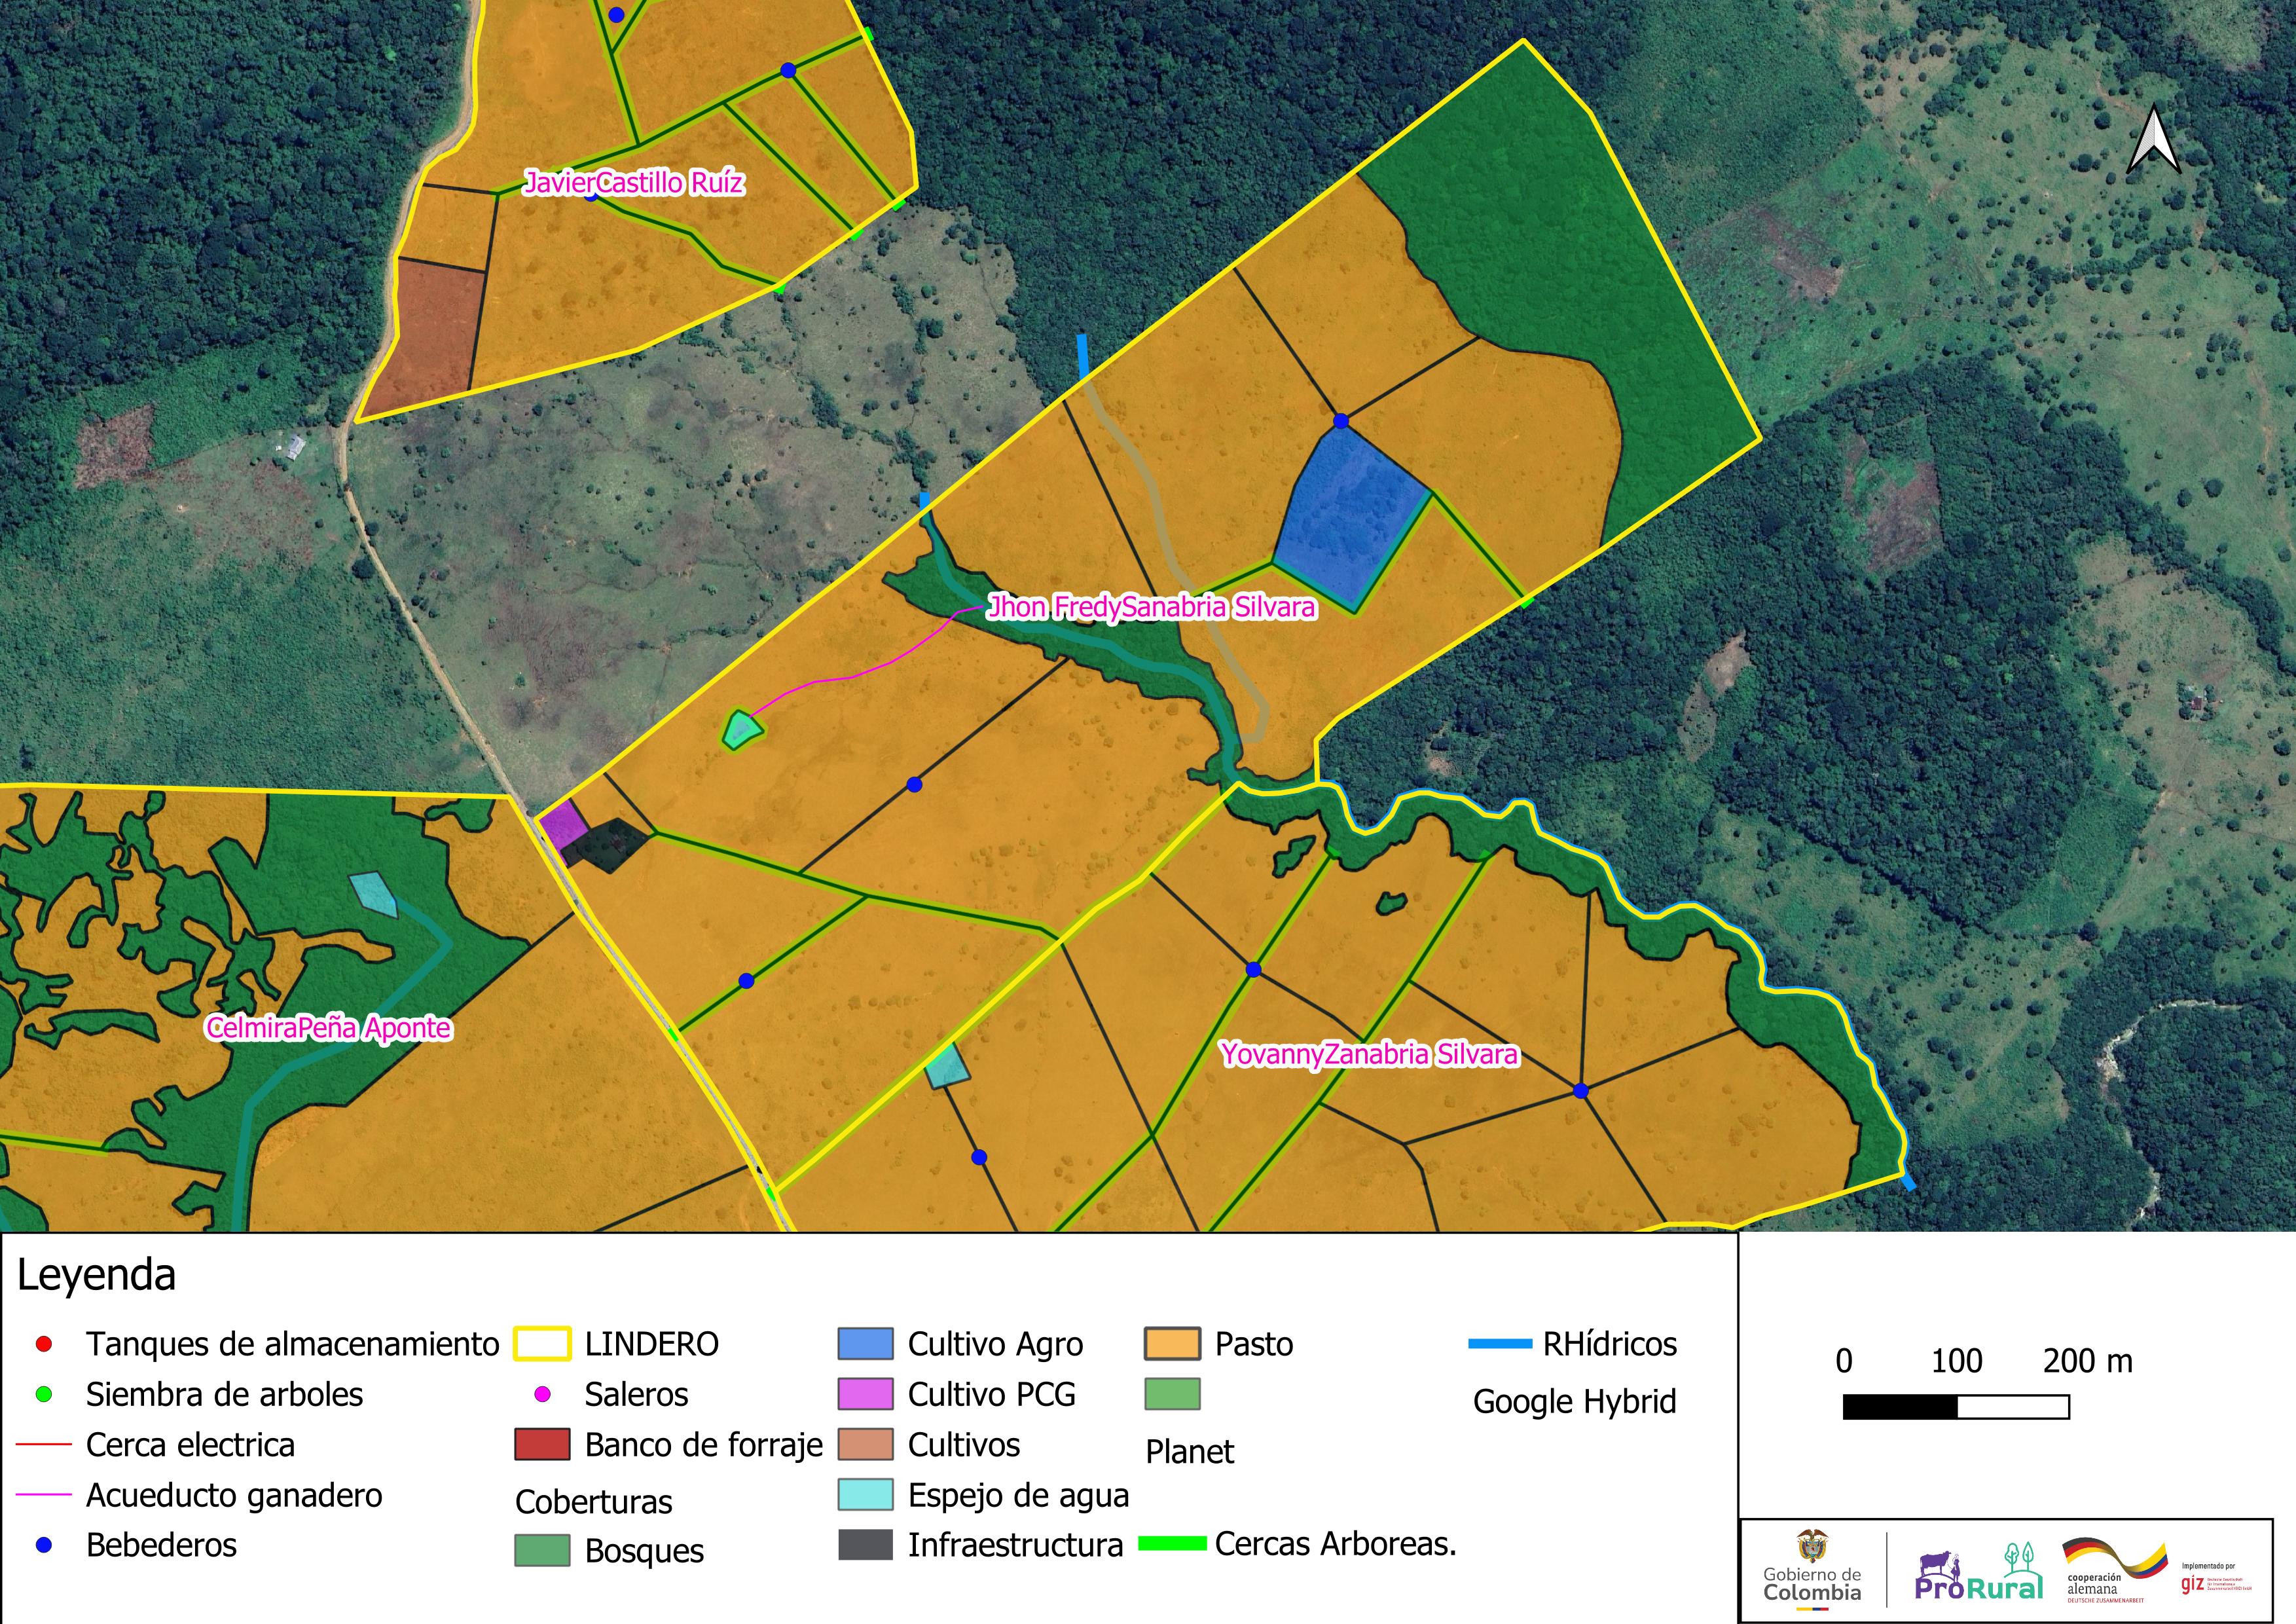 JavierCastillo Ruíz
Jhon FredySanabria Silvara
CelmiraPeña Aponte
YovannyZanabria Silvara
Leyenda
Tanques de almacenamiento
Siembra de arboles
Cerca electrica
Acueducto ganadero
Bebederos
LINDERO
Saleros
Banco de forraje
Coberturas
Bosques
Cultivo Agro
Cultivo PCG
Cultivos
Espejo de agua
Infraestructura
Pasto
Planet
Cercas Arboreas.
RHídricos
Google Hybrid
0 100 200 m
Gobierno de
Colombia
ProRural
cooperación
alemana
DEUTSCHE ZUSAMMENARBEIT
Implementado por
giz